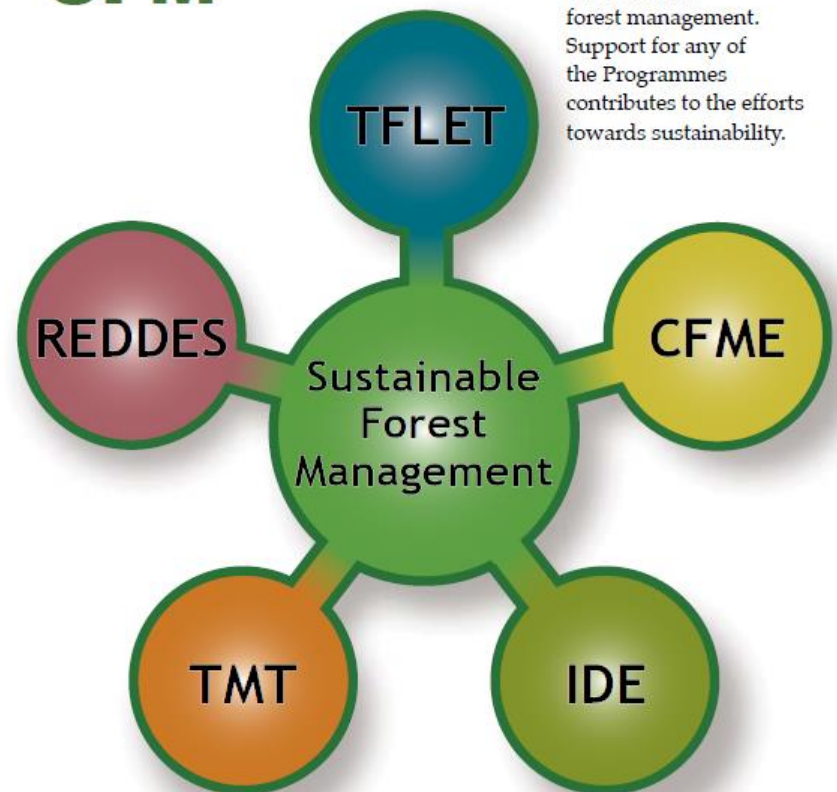 forest management.
Support for any of
the Programmes
contributes to the efforts
towards sustainability.
TFLET
REDDES
CFME
Sustainable
Forest
Management
TMT
IDE